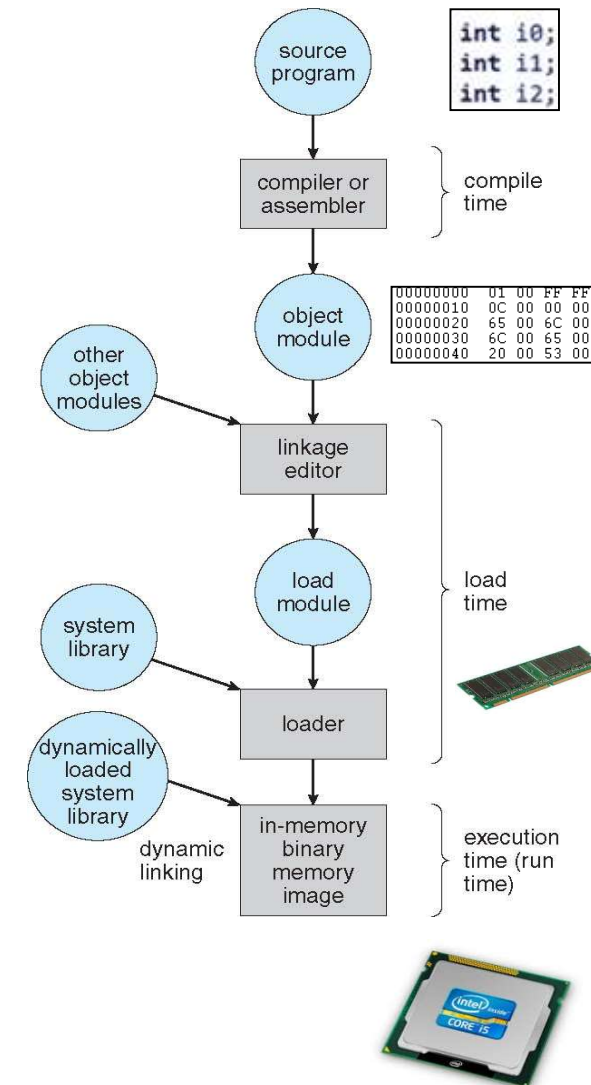 source
program
int i0;
int i1;
int i2;
compiler or
assembler
compile
time
object
module
00000000 01 00 FF FF
00000010 0C 00 00 00
00000020 65 00 6C 00
00000030 6C 00 65 00
00000040 20 00 53 00
other
object
modules
linkage
editor
load
module
load
time
system
library
loader
dynamically
loaded
system
library
dynamic
linking
in-memory
binary
memory
image
execution
time (run
time)
intel inside
CORE i5
intel